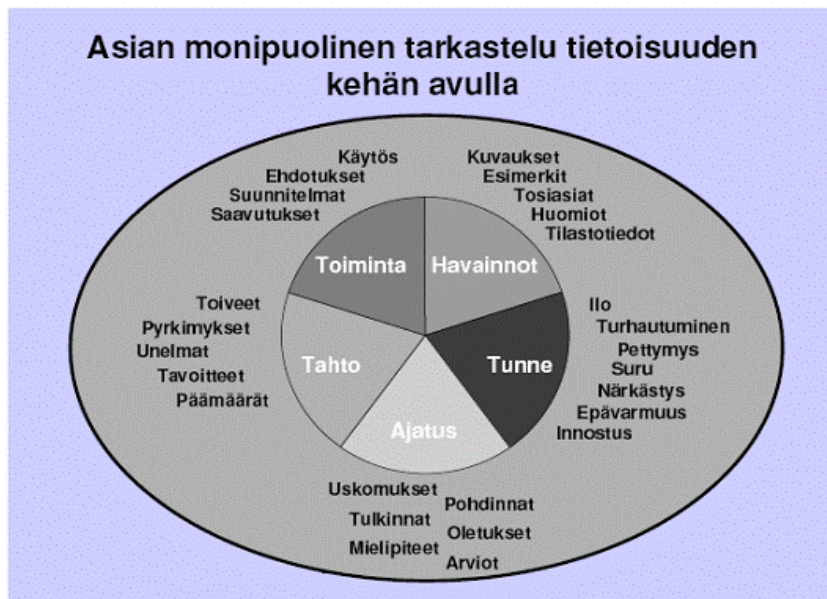 Asian monipuolinen tarkastelu tietoisuuden
kehän avulla
Käytös
Ehdotukset
Suunnitelmat
Saavutukset
Kuvaukset
Esimerkit
Tosiasiat
Huomiot
Tilastotiedot
Toiminta
Havainnot
Toiveet
Pyrkimykset
Unelmat
Tavoitteet
Päämäärät
Tahto
Tunne
Ilo
Turhautuminen
Pettymys
Suru
Närkästys
Epävarmuus
Innostus
Ajatus
Uskomukset
Tulkinnat
Mielipiteet
Pohdinnat
Oletukset
Arviot